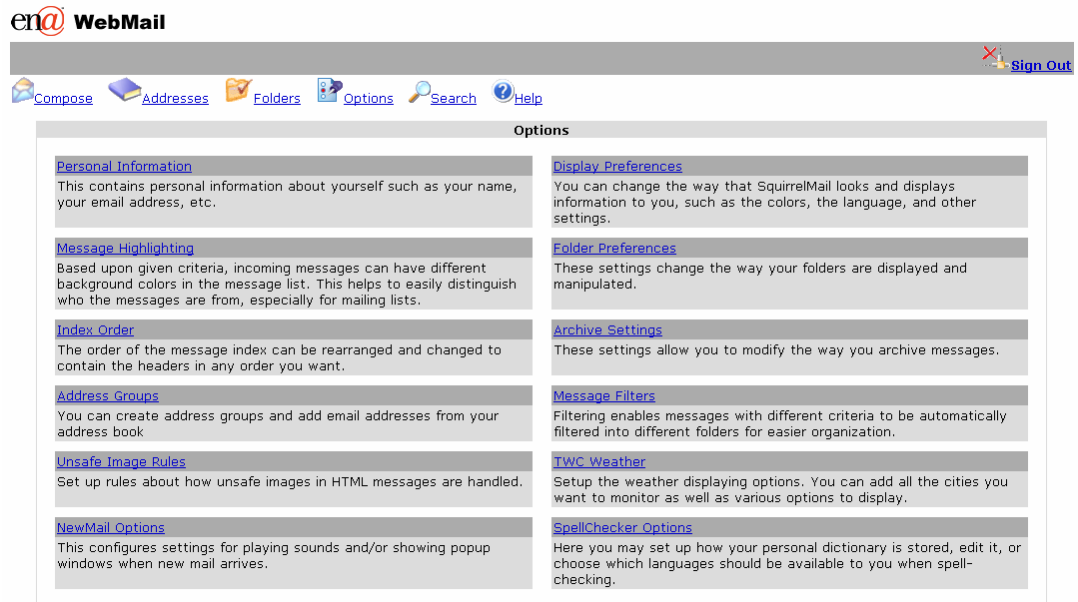 ena WebMail
Sign Out
Compose Addresses Folders Options Search Help
Options
Personal Information
This contains personal information about yourself such as your name,
your email address, etc.
Display Preferences
You can change the way that SquirrelMail looks and displays
information to you, such as the colors, the language, and other
settings.
Message Highlighting
Based upon given criteria, incoming messages can have different
background colors in the message list. This helps to easily distinguish
who the messages are from, especially for mailing lists.
Folder Preferences
These settings change the way your folders are displayed and
manipulated.
Index Order
The order of the message index can be rearranged and changed to
contain the headers in any order you want.
Archive Settings
These settings allow you to modify the way you archive messages.
Address Groups
You can create address groups and add email addresses from your
address book
Message Filters
Filtering enables messages with different criteria to be automatically
filtered into different folders for easier organization.
Unsafe Image Rules
Set up rules about how unsafe images in HTML messages are handled.
TWC Weather
Setup the weather displaying options. You can add all the cities you
want to monitor as well as various options to display.
NewMail Options
This configures settings for playing sounds and/or showing popup
windows when new mail arrives.
SpellChecker Options
Here you may set up how your personal dictionary is stored, edit it, or
choose which languages should be available to you when spell-
checking.